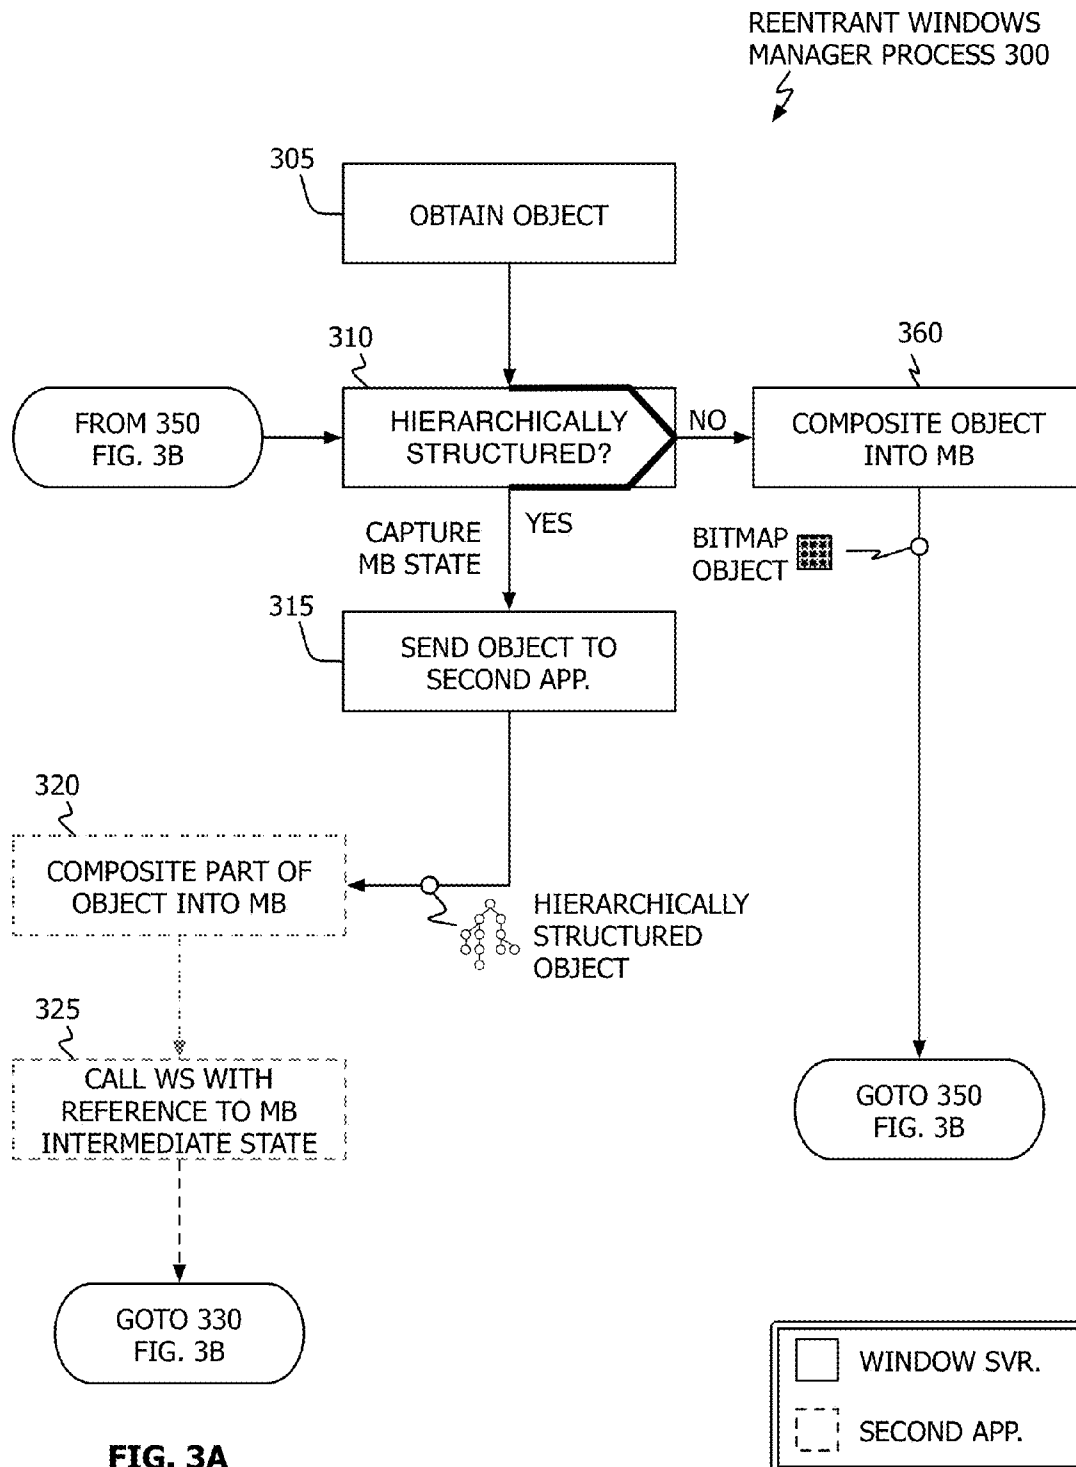 REENTRANT WINDOWS
MANAGER PROCESS 300
305
OBTAIN OBJECT
310
360
FROM 350
FIG. 3B
HIERARCHICALLY
STRUCTURED?
NO
COMPOSITE OBJECT
INTO MB
CAPTURE
MB STATE
YES
BITMAP
OBJECT
315
SEND OBJECT TO
SECOND APP.
320
COMPOSITE PART OF
OBJECT INTO MB
HIERARCHICALLY
STRUCTURED
OBJECT
325
CALL WS WITH
REFERENCE TO MB
INTERMEDIATE STATE
GOTO 350
FIG. 3B
GOTO 330
FIG. 3B
WINDOW SVR.
SECOND APP.
FIG. 3A